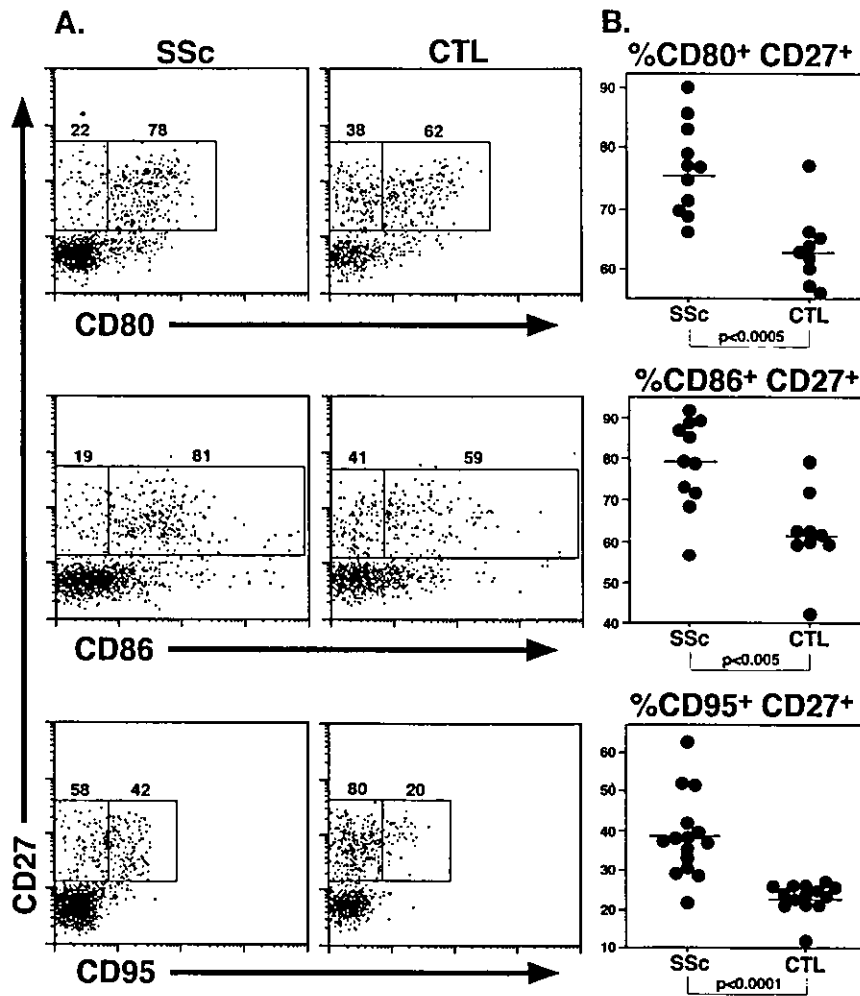 A.
SSc
CTL
22
78
38
62
CD80
19
81
41
59
CD86
58
42
80
20
CD95
CD27
B.
%CD80+ CD27+
90
80
70
60
SSc
CTL
p<0.0005
%CD86+ CD27+
90
80
70
60
50
40
SSc
CTL
p<0.005
%CD95+ CD27+
60
50
40
30
20
10
SSc
CTL
p<0.0001